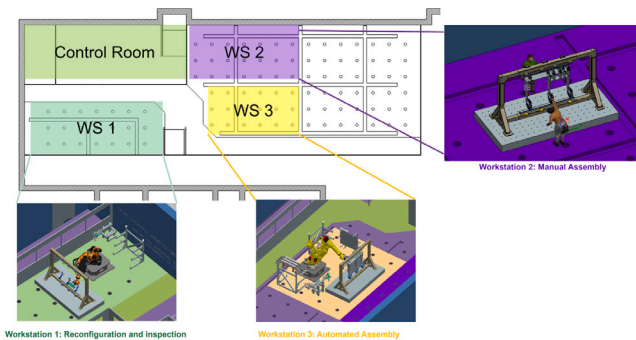 Control Room
WS 2
WS 3
WS 1
Workstation 2: Manual Assembly
Workstation 1: Reconfiguration and inspection
Workstation 3: Automated Assembly